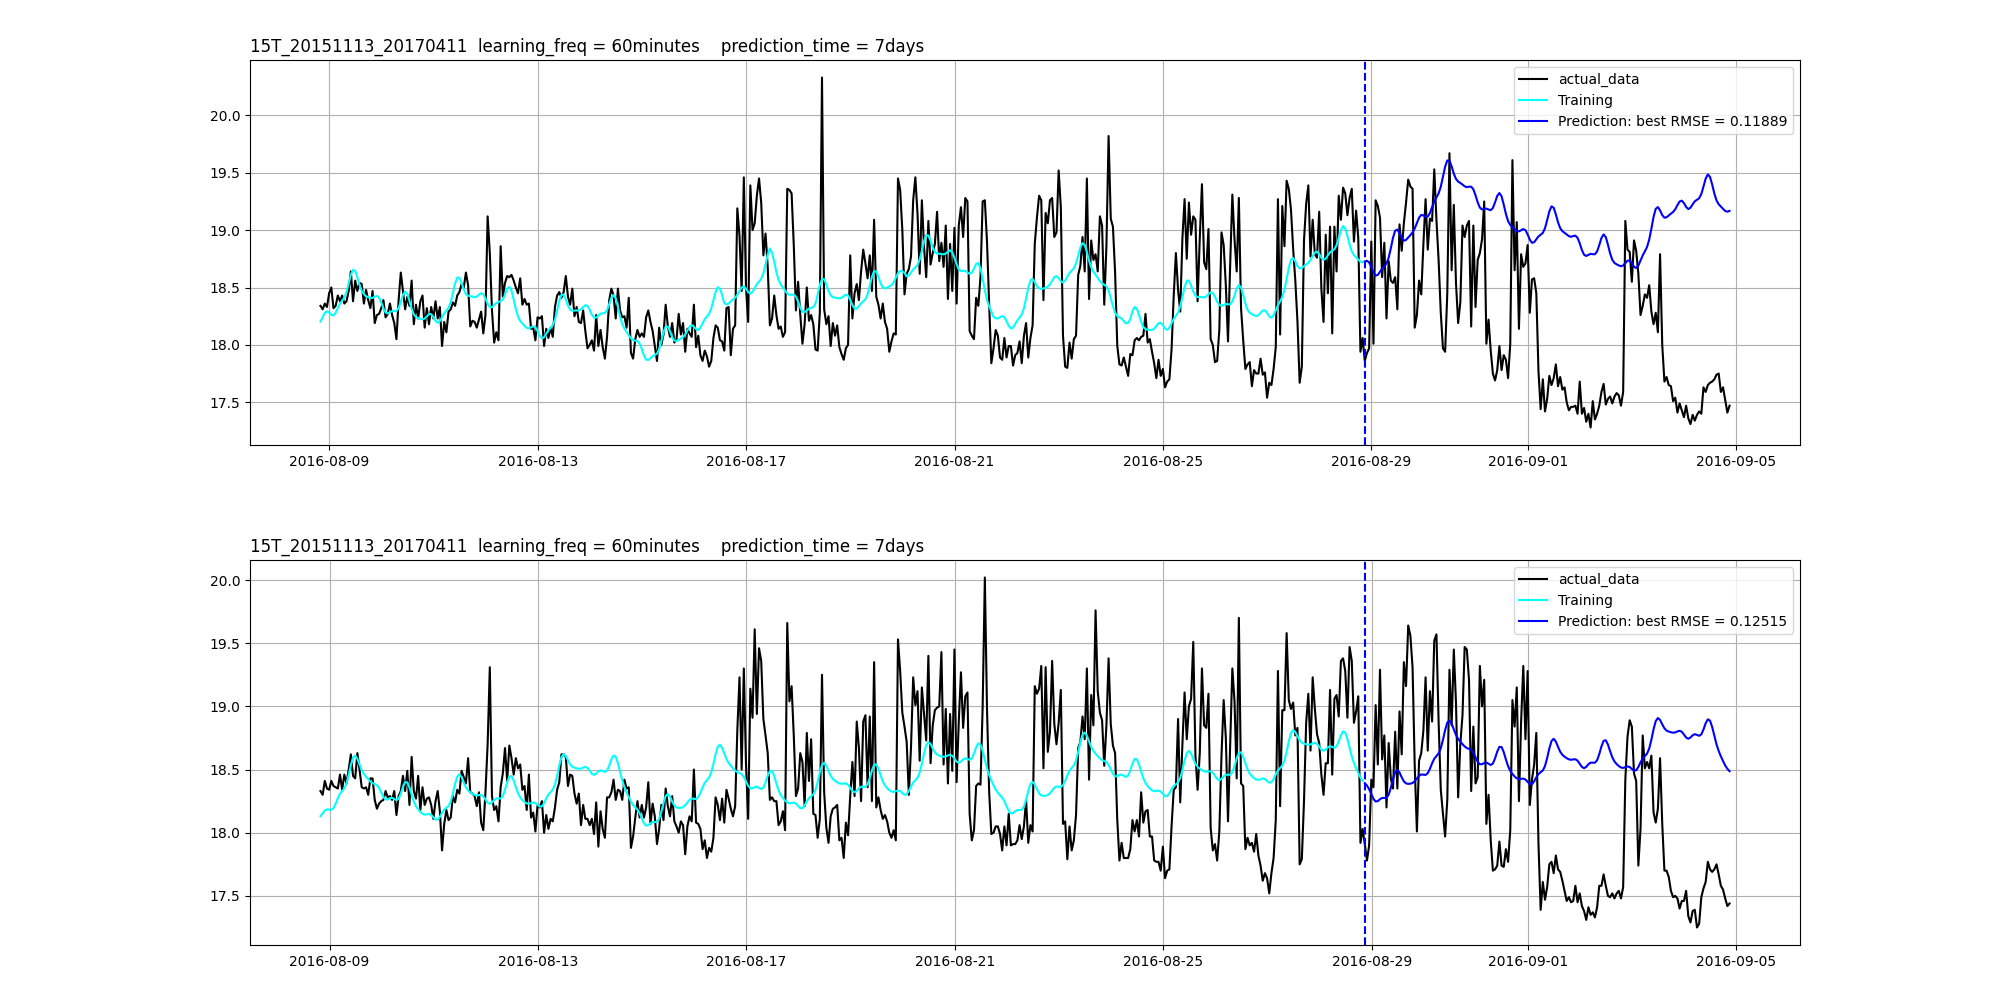 15T_20151113_20170411  learning_freq = 60minutes    prediction_time = 7days
actual_data
Training
Prediction: best RMSE = 0.11889
20.0
19.5
19.0
18.5
18.0
17.5
2016-08-09 2016-08-13 2016-08-17 2016-08-21 2016-08-25 2016-08-29 2016-09-01 2016-09-05
15T_20151113_20170411  learning_freq = 60minutes    prediction_time = 7days
actual_data
Training
Prediction: best RMSE = 0.12515
20.0
19.5
19.0
18.5
18.0
17.5
2016-08-09 2016-08-13 2016-08-17 2016-08-21 2016-08-25 2016-08-29 2016-09-01 2016-09-05